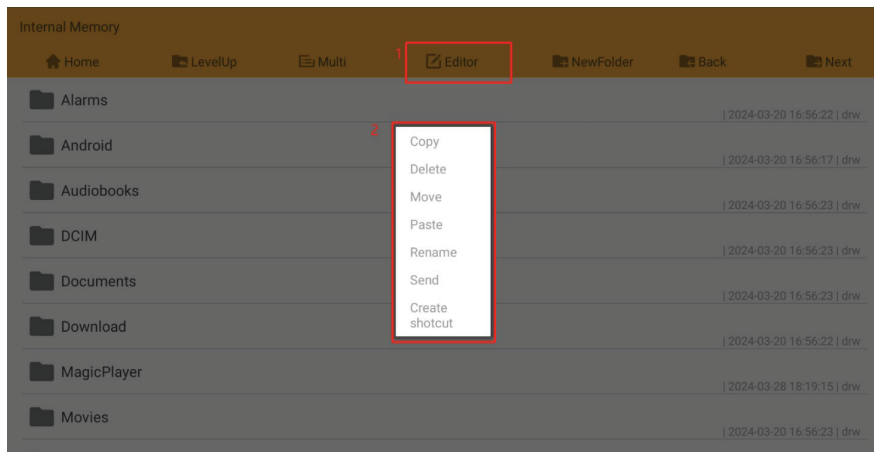 Internal Memory
1
Home LevelUp Multi Editor NewFolder Back Next
Alarms
| 2024-03-20 16:56:22 | drw
Android
| 2024-03-20 16:56:17 | drw
Audiobooks
| 2024-03-20 16:56:23 | drw
DCIM
| 2024-03-20 16:56:23 | drw
Documents
| 2024-03-20 16:56:23 | drw
Download
| 2024-03-20 16:56:22 | drw
MagicPlayer
| 2024-03-28 18:19:15 | drw
Movies
| 2024-03-20 16:56:23 | drw
2
Copy
Delete
Move
Paste
Rename
Send
Create
shotcut